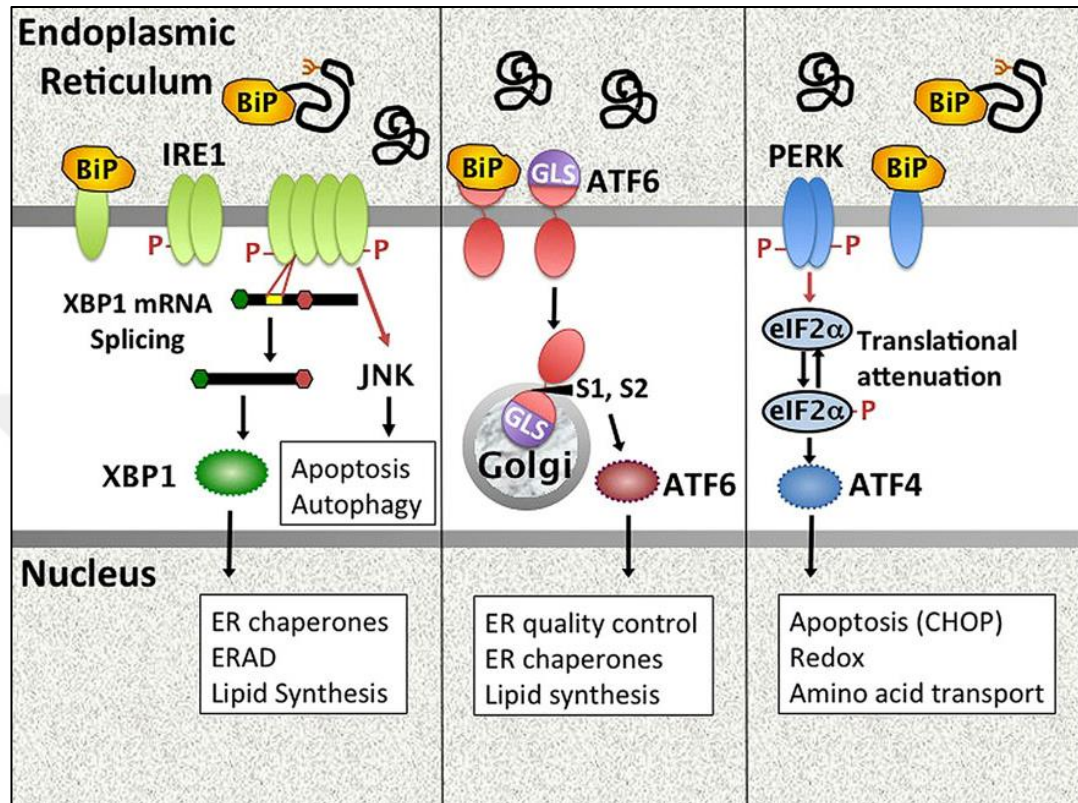 Endoplasmic
Reticulum
BiP
BiP
IRE1
P
P
P
XBP1 mRNA
Splicing
JNK
XBP1
Apoptosis
Autophagy
BiP
GLS
ATF6
S1, S2
GLS
Golgi
ATF6
PERK
BiP
BiP
P
P
eIF2α
Translational
attenuation
eIF2α
P
ATF4
Nucleus
ER chaperones
ERAD
Lipid Synthesis
ER quality control
ER chaperones
Lipid synthesis
Apoptosis (CHOP)
Redox
Amino acid transport